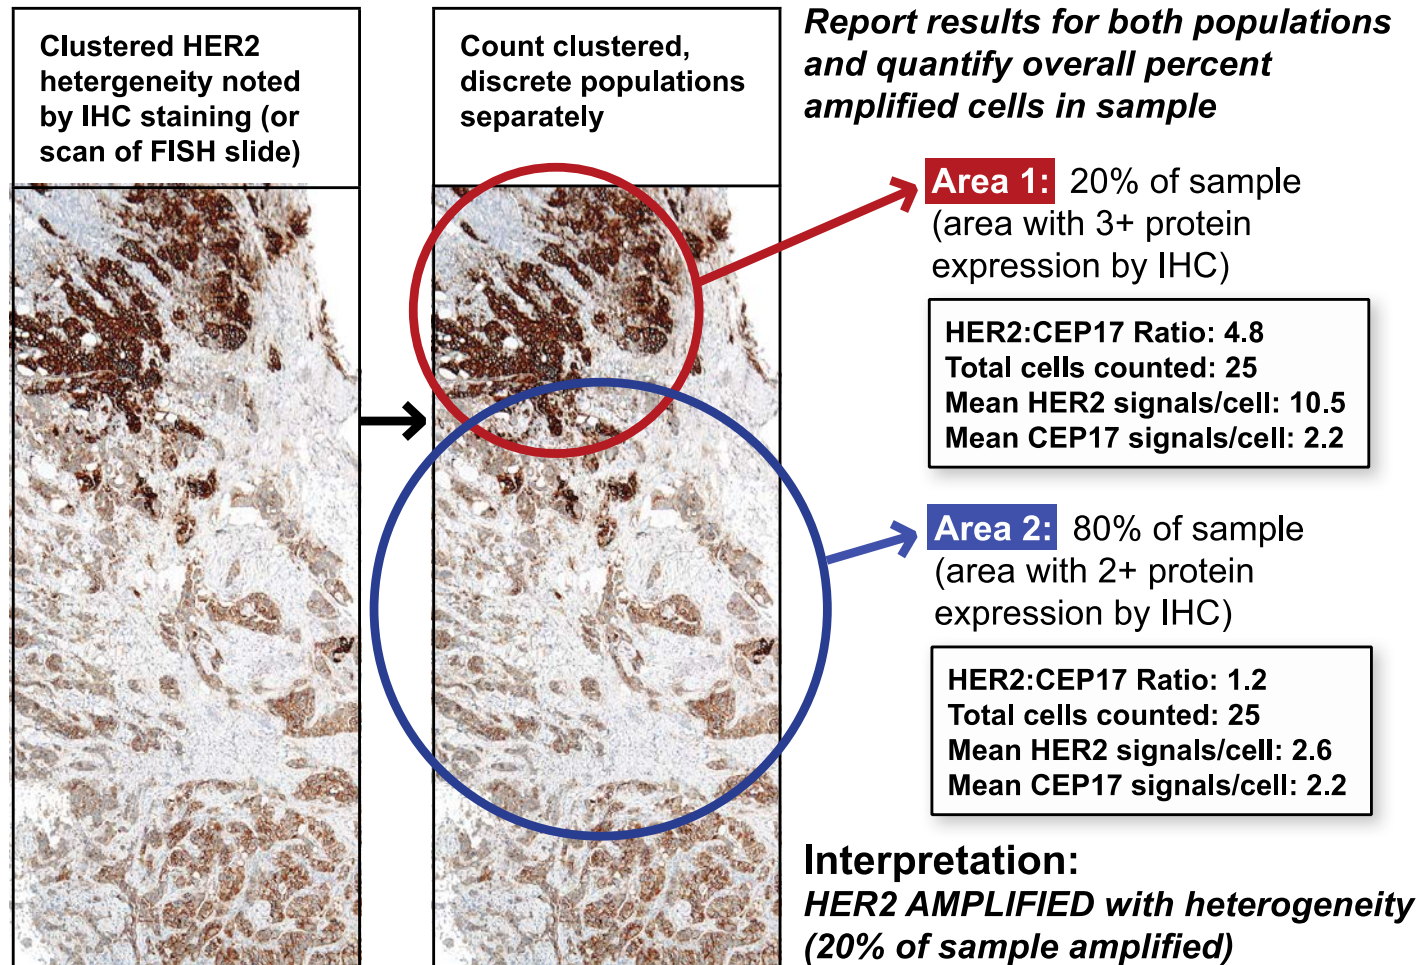 Clustered HER2
hetergeneity noted
by IHC staining (or
scan of FISH slide)
Count clustered,
discrete populations
separately
Report results for both populations
and quantify overall percent
amplified cells in sample
Area 1: 20% of sample
(area with 3+ protein
expression by IHC)
HER2:CEP17 Ratio: 4.8
Total cells counted: 25
Mean HER2 signals/cell: 10.5
Mean CEP17 signals/cell: 2.2
Area 2: 80% of sample
(area with 2+ protein
expression by IHC)
HER2:CEP17 Ratio: 1.2
Total cells counted: 25
Mean HER2 signals/cell: 2.6
Mean CEP17 signals/cell: 2.2
Interpretation:
HER2 AMPLIFIED with heterogeneity
(20% of sample amplified)